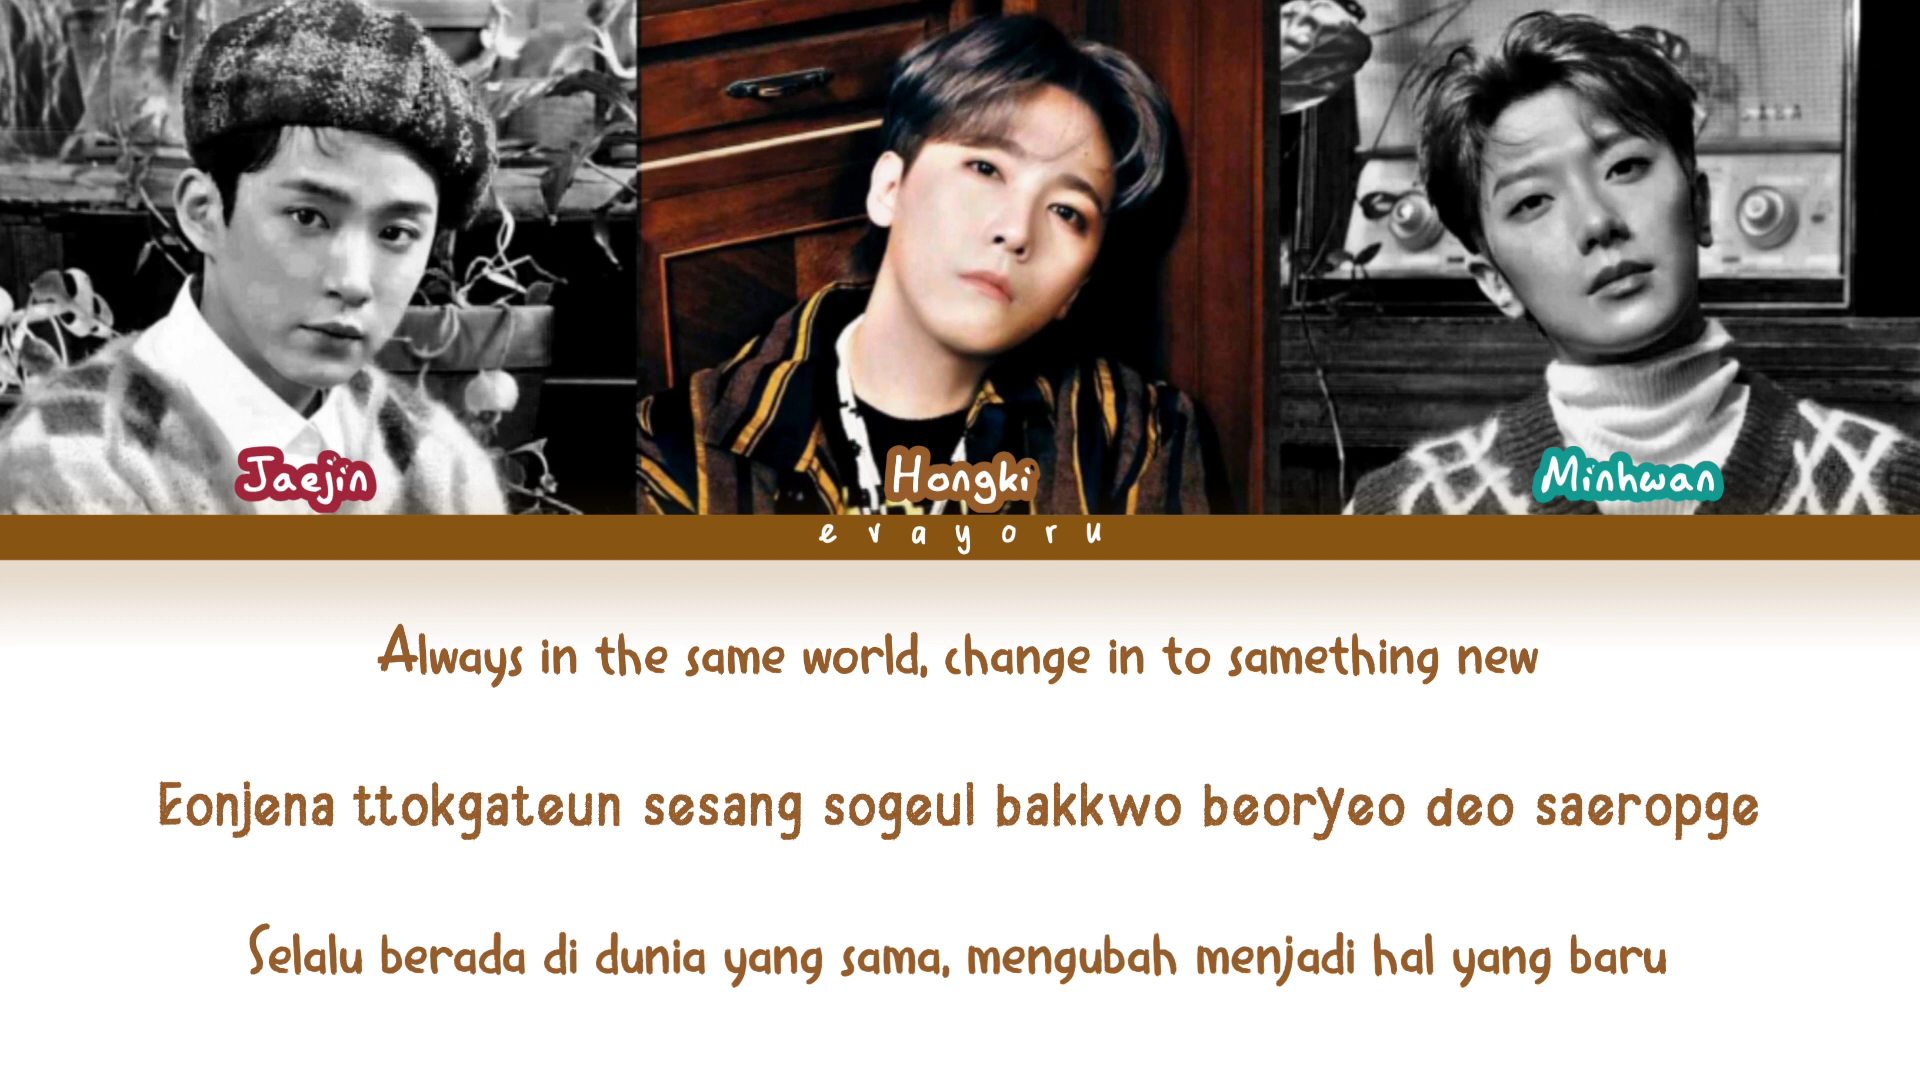 Jaejin
Hongki
Minhwan
evayoru
Always in the same world, change in to samething new
Eonjena ttokgateun sesang sogeul bakkwo beoryeo deo saeropge
Selalu berada di dunia yang sama, mengubah menjadi hal yang baru